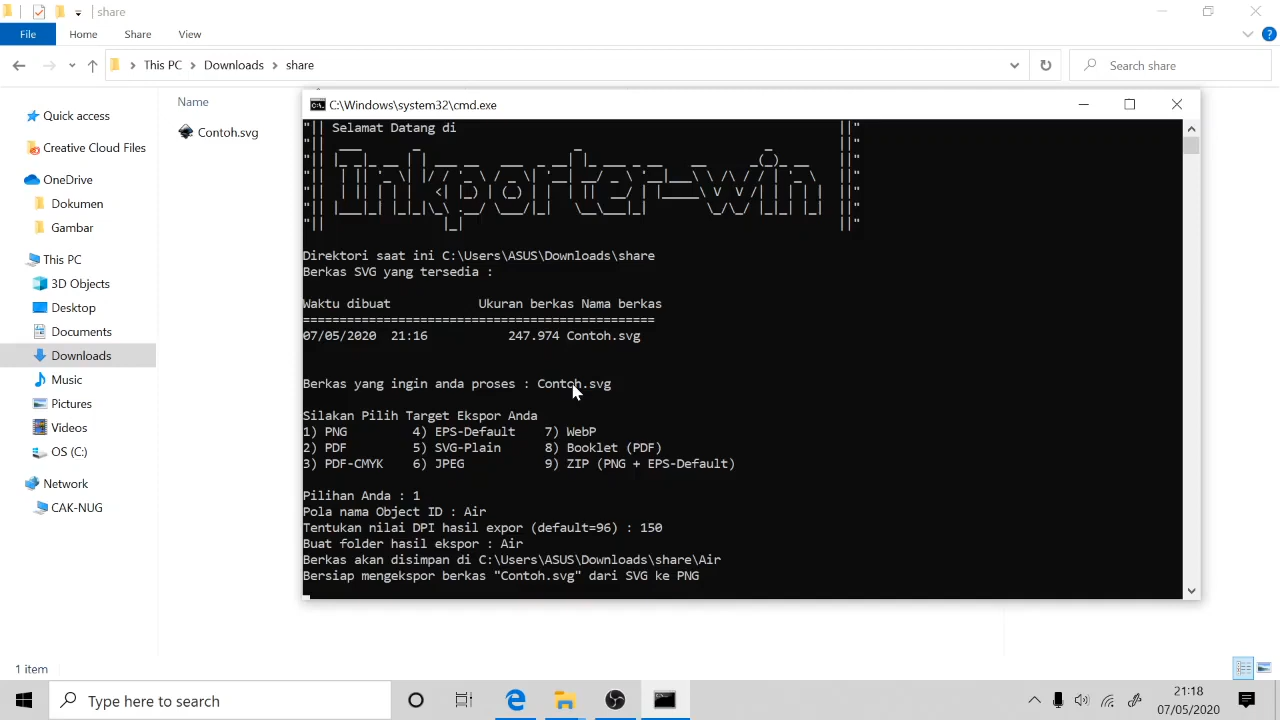 share
File Home Share View
This PC Downloads share
Search share
Name
Quick access
Contoh.svg
Creative Cloud Files
OneDrive
Dokumen
Gambar
This PC
3D Objects
Desktop
Documents
Downloads
Music
Pictures
Videos
OS (C:)
Network
CAK-NUG
C:\Windows\system32\cmd.exe
"|| Selamat Datang di ||"
Inkporter-win
Direktori saat ini C:\Users\ASUS\Downloads\share
Berkas SVG yang tersedia :
Waktu dibuat Ukuran berkas Nama berkas
================================================
07/05/2020 21:16 247.974 Contoh.svg
Berkas yang ingin anda proses : Contoh.svg
Silakan Pilih Target Ekspor Anda
1) PNG 4) EPS-Default 7) WebP
2) PDF 5) SVG-Plain 8) Booklet (PDF)
3) PDF-CMYK 6) JPEG 9) ZIP (PNG + EPS-Default)
Pilihan Anda : 1
Pola nama Object ID : Air
Tentukan nilai DPI hasil expor (default=96) : 150
Buat folder hasil ekspor : Air
Berkas akan disimpan di C:\Users\ASUS\Downloads\share\Air
Bersiap mengekspor berkas "Contoh.svg" dari SVG ke PNG
1 item
Type here to search
21:18
07/05/2020